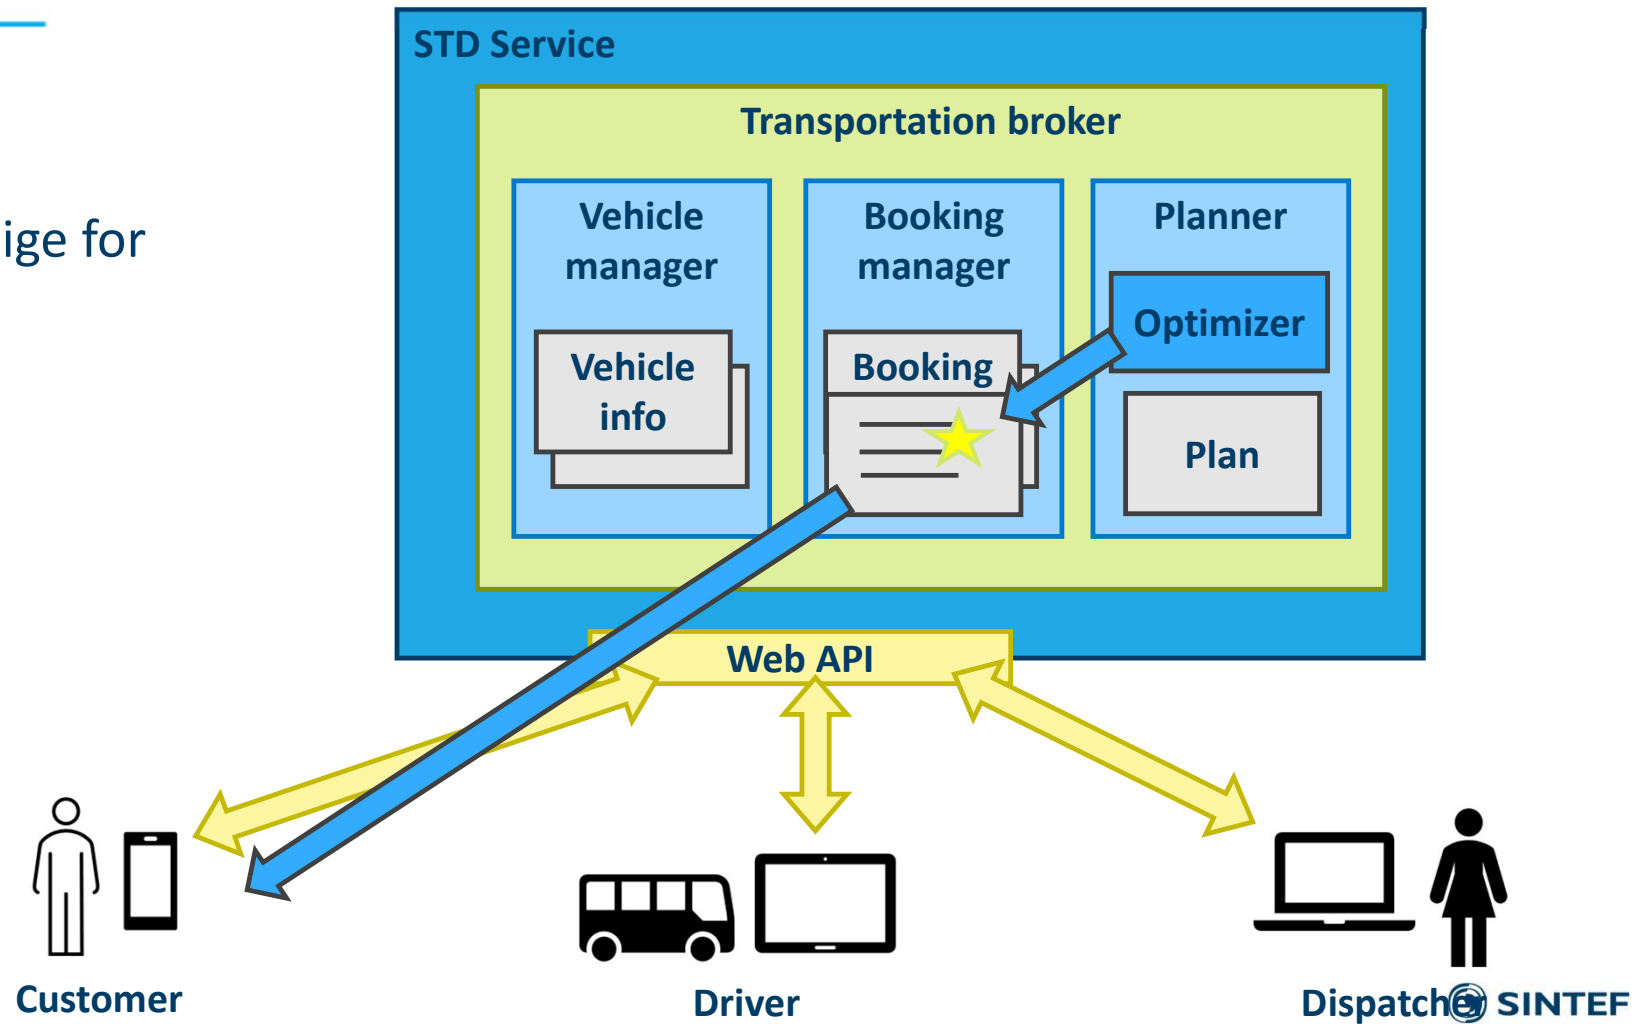 STD Service
Transportation broker
ige for
Vehicle
manager
Booking
manager
Planner
Optimizer
Vehicle
info
Booking
Plan
Web API
Customer
Driver
Dispatcher
SINTEF